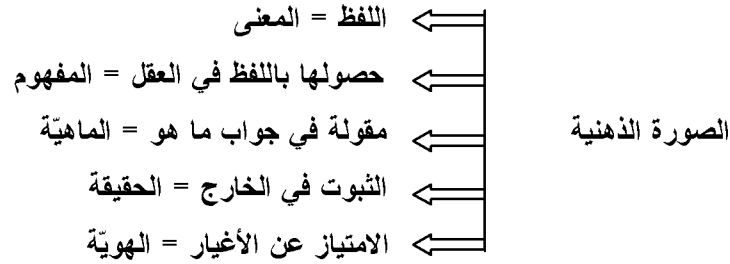 الصورة الذهنية
اللفظ = المعنى
حصولها باللفظ في العقل = المفهوم
مقولة في جواب ما هو = الماهيّة
الثبوت في الخارج = الحقيقة
الامتياز عن الأغيار = الهويّة